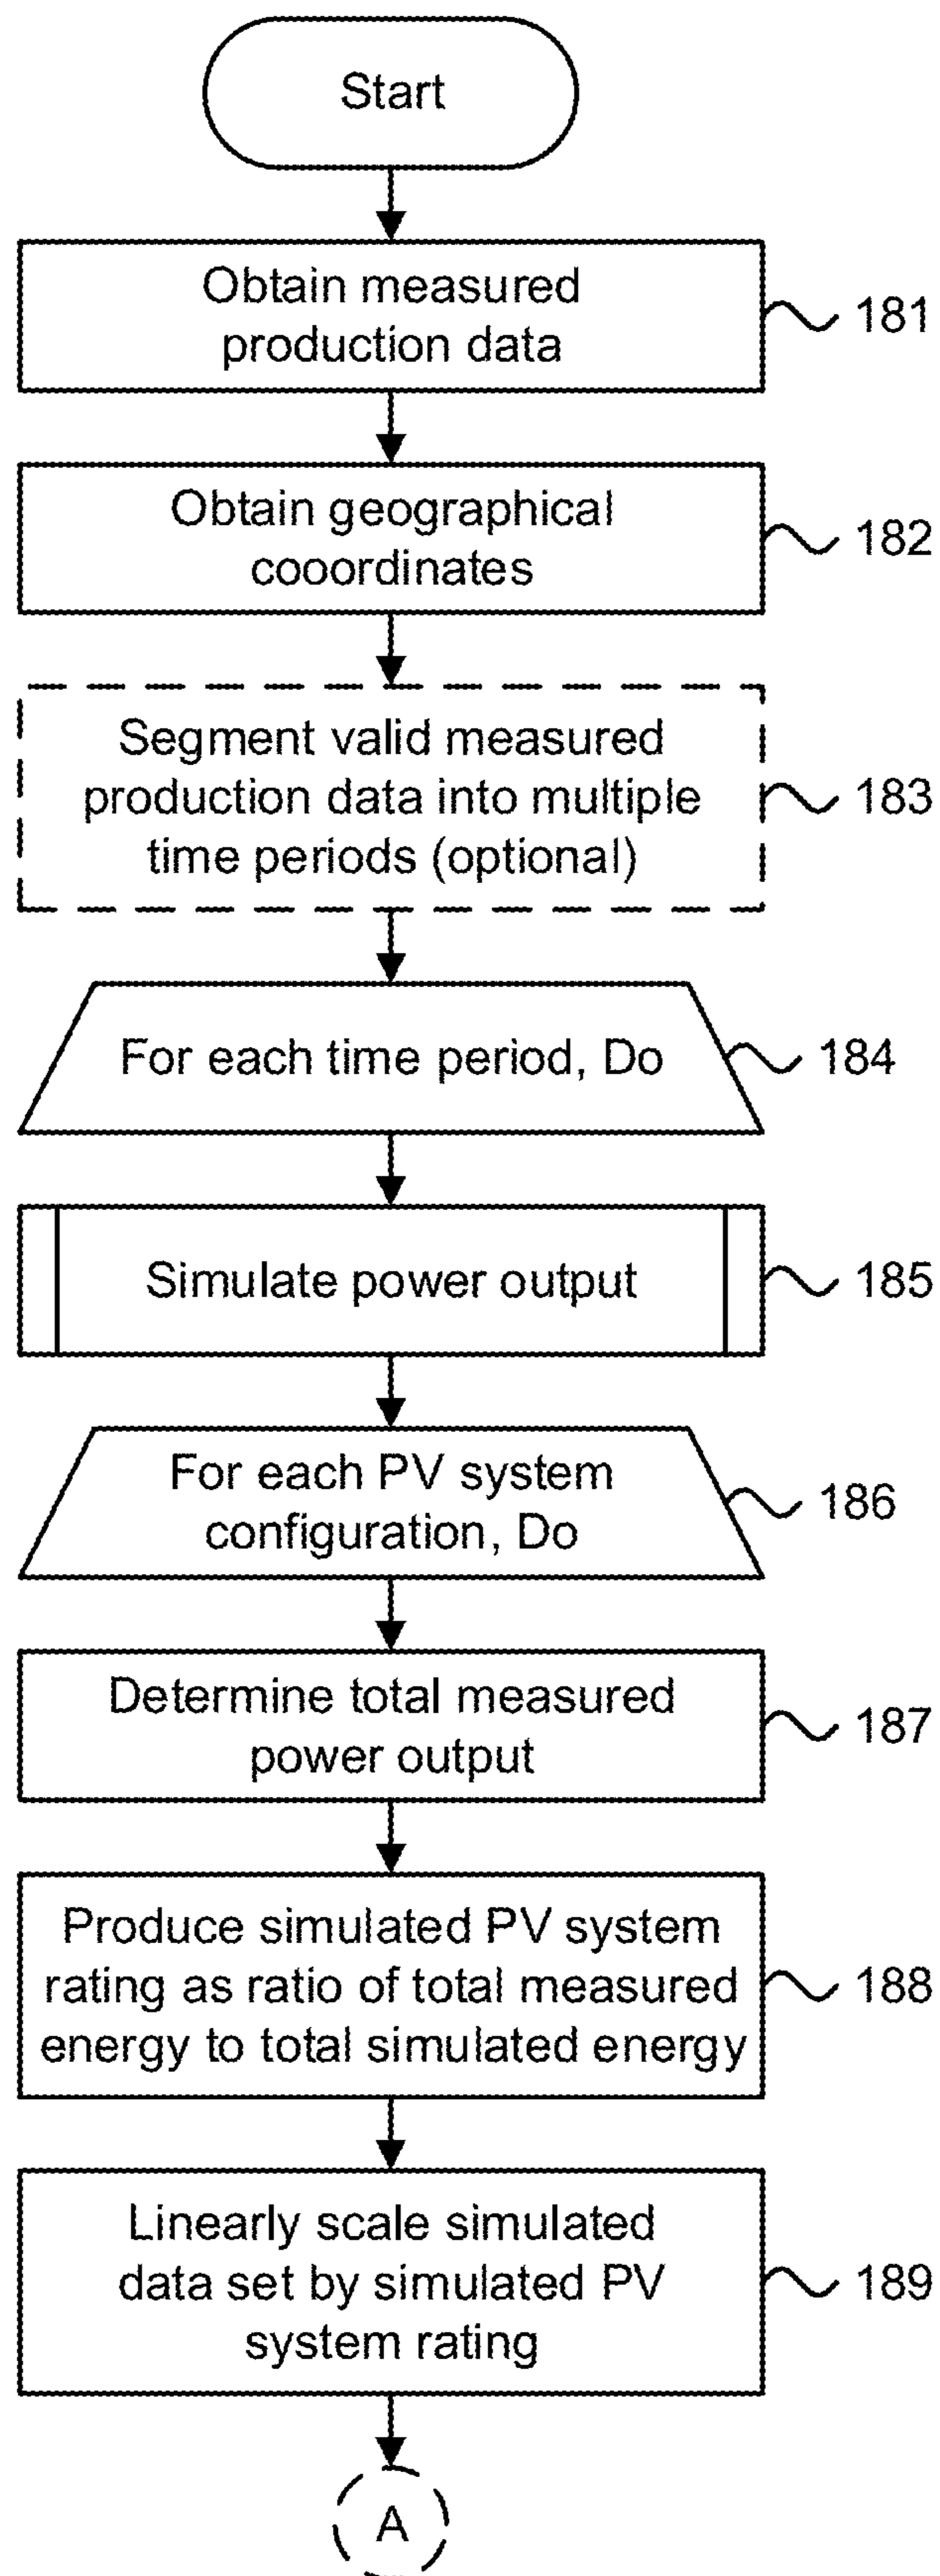 Start
Obtain measured
production data
181
Obtain geographical
cooordinates
182
Segment valid measured
production data into multiple
time periods (optional)
183
For each time period, Do
184
Simulate power output
185
For each PV system
configuration, Do
186
Determine total measured
power output
187
Produce simulated PV system
rating as ratio of total measured
energy to total simulated energy
188
Linearly scale simulated
data set by simulated PV
system rating
189
A